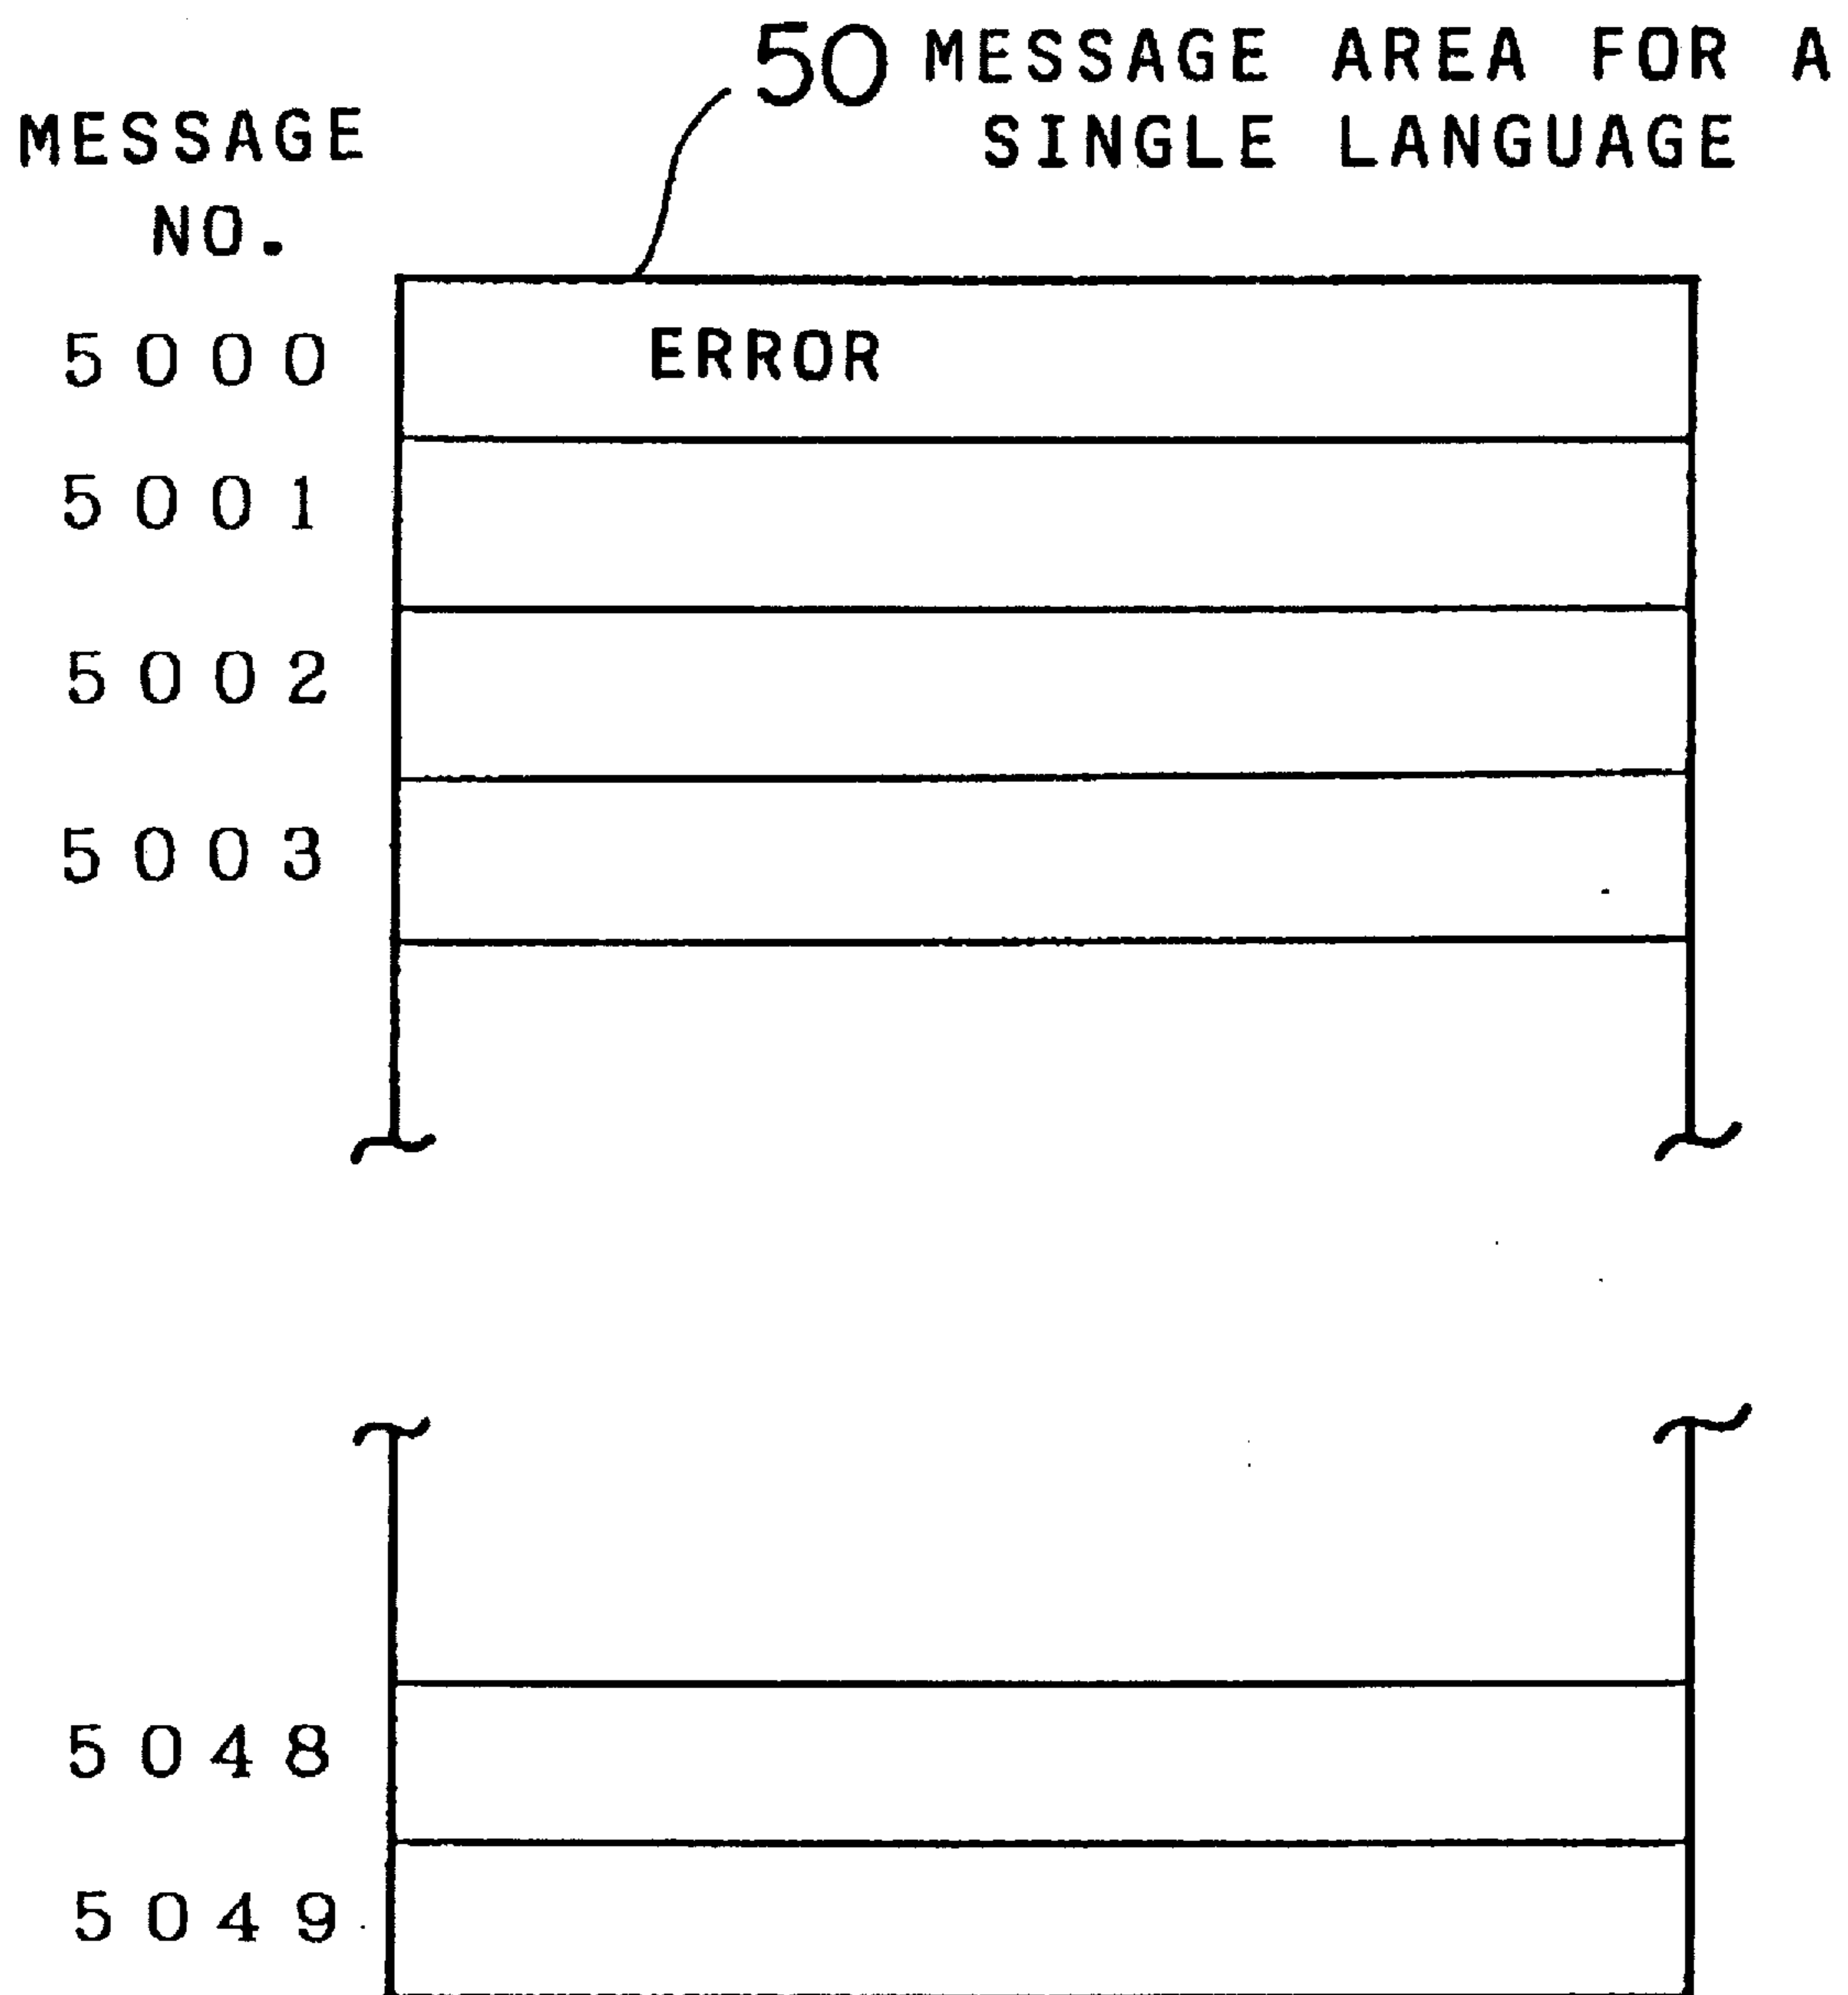 50 MESSAGE AREA FOR A
SINGLE LANGUAGE
MESSAGE
NO.
5000 ERROR
5001
5002
5003
5048
5049